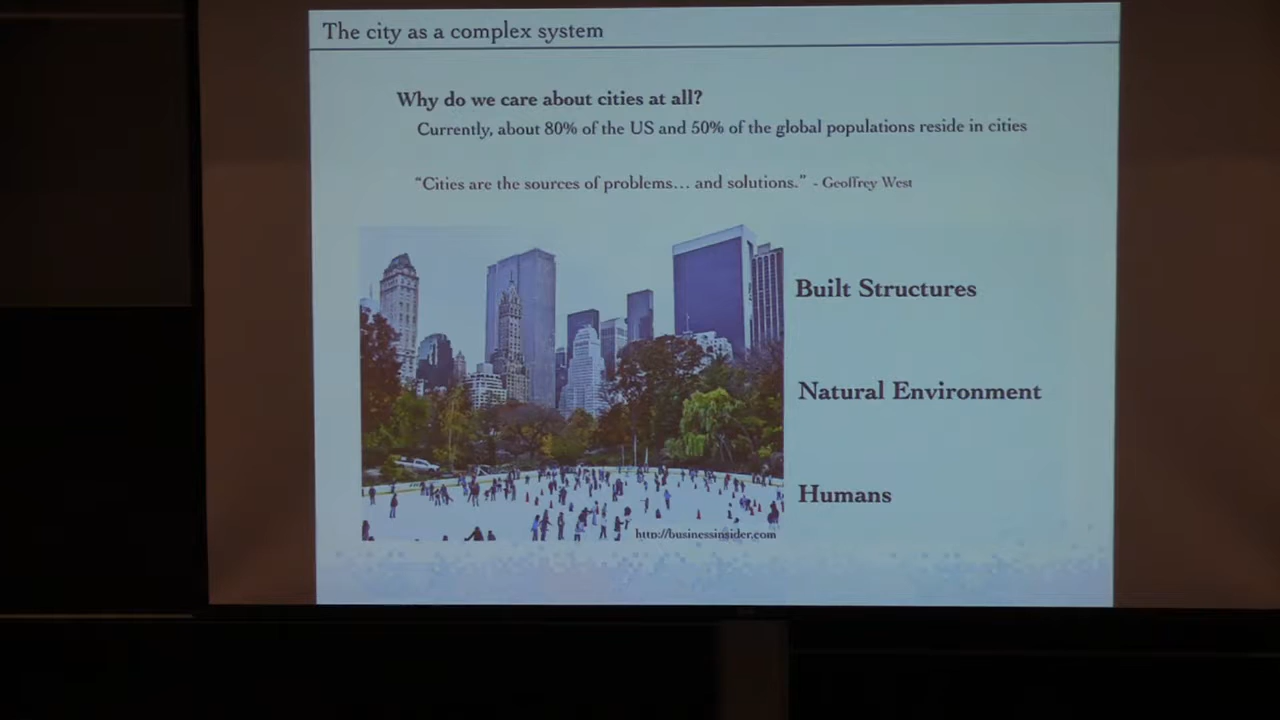 The city as a complex system
Why do we care about cities at all?
Currently, about 80% of the US and 50% of the global populations reside in cities
“Cities are the sources of problems... and solutions.” - Geoffrey West
Built Structures
Natural Environment
Humans
http://businessinsider.com